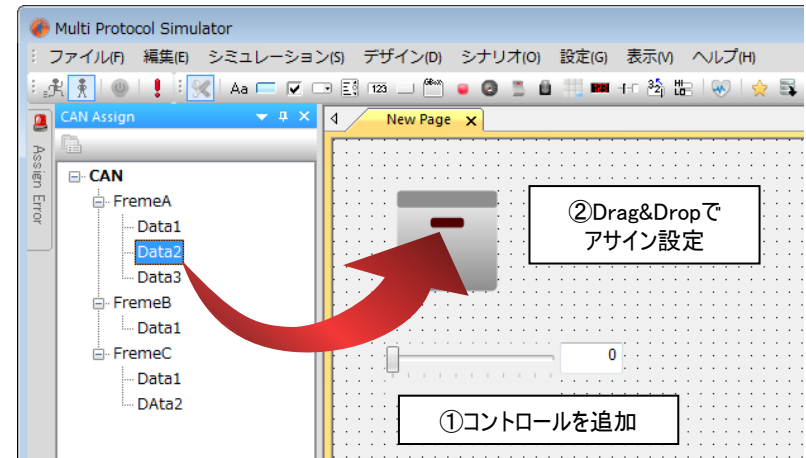 Multi Protocol Simulator
ファイル(F) 編集(E) シミュレーション(S) デザイン(D) シナリオ(O) 設定(G) 表示(V) ヘルプ(H)
Aa 123
CAN Assign
New Page
Assign Error
CAN
FremeA
Data1
Data2
Data3
FremeB
Data1
FremeC
Data1
DAta2
②Drag&Dropで
アサイン設定
0
①コントロールを追加